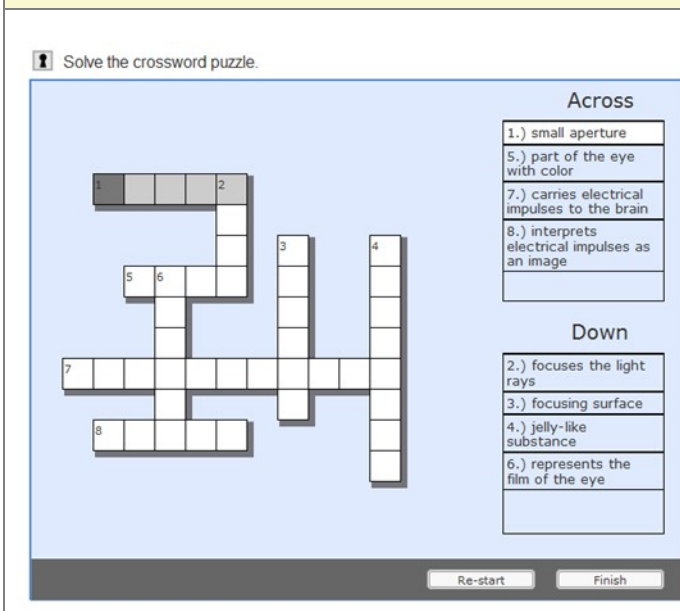 Solve the crossword puzzle.
Across
1.) small aperture
5.) part of the eye
with color
7.) carries electrical
impulses to the brain
8.) interprets
electrical impulses as
an image
Down
2.) focuses the light
rays
3.) focusing surface
4.) jelly-like
substance
6.) represents the
film of the eye
1 2
3 4
5 6
7
8
Re-start Finish